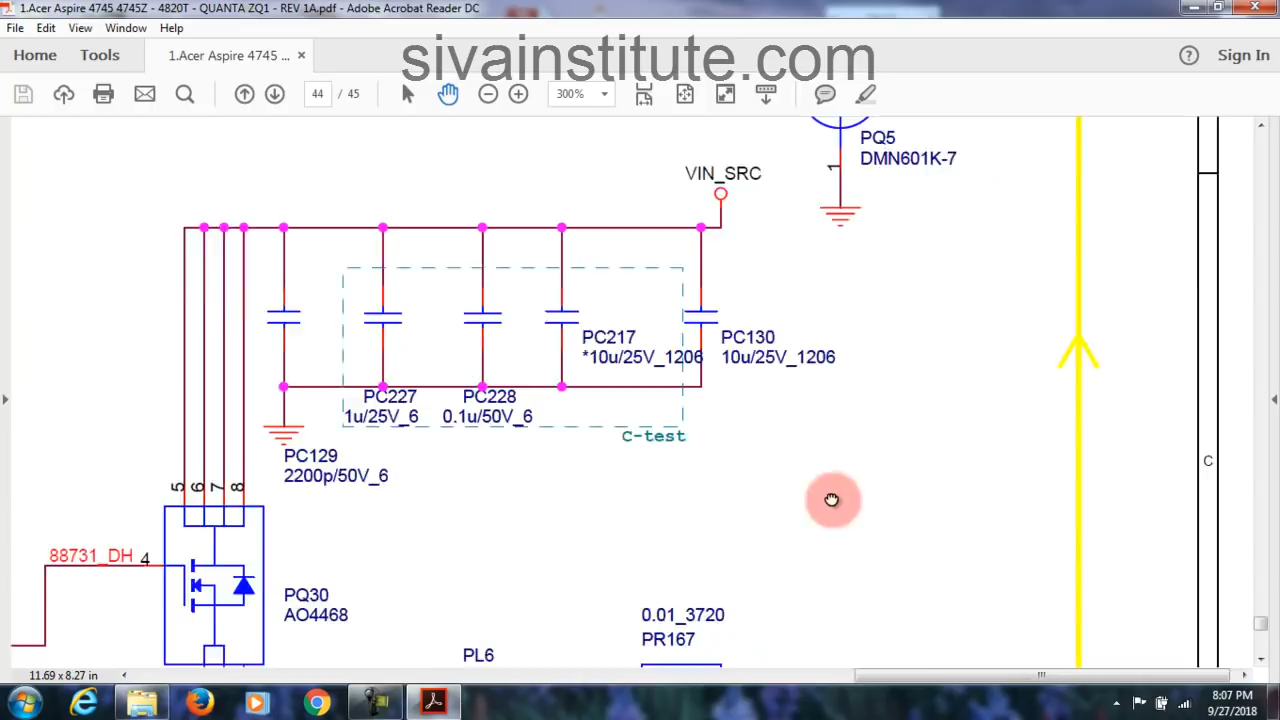 1.Acer Aspire 4745 4745Z - 4820T - QUANTA ZQ1 - REV 1A.pdf - Adobe Acrobat Reader DC
File Edit View Window Help
Home Tools 1.Acer Aspire 4745 ... × Sign In
sivainstitute.com
44 / 45 300%
PQ5
DMN601K-7
1
VIN_SRC
PC217
*10u/25V_1206
PC130
10u/25V_1206
PC227
1u/25V_6
PC228
0.1u/50V_6
C-test
PC129
2200p/50V_6
C
5 6 7 8
88731_DH 4
PQ30
AO4468
0.01_3720
PR167
PL6
11.69 x 8.27 in
8:07 PM
9/27/2018